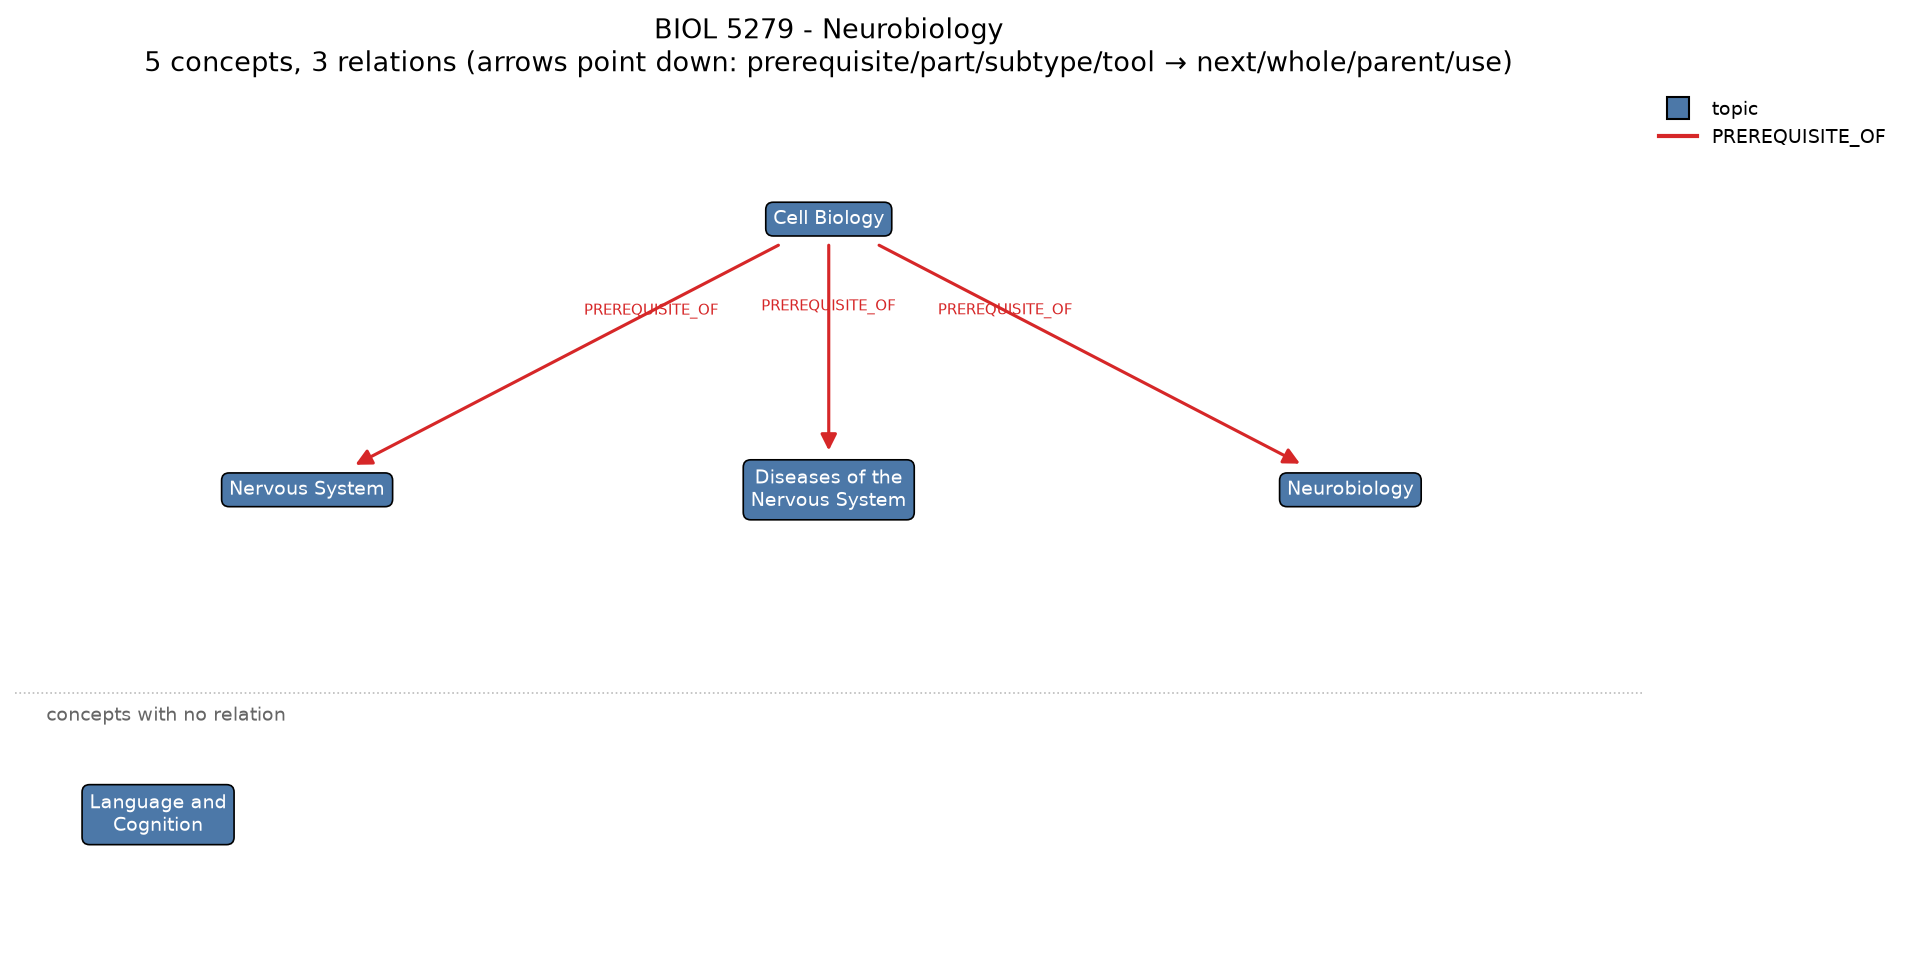 BIOL 5279 - Neurobiology
5 concepts, 3 relations (arrows point down: prerequisite/part/subtype/tool → next/whole/parent/use)
topic
PREREQUISITE_OF
Cell Biology
PREREQUISITE_OF
PREREQUISITE_OF
PREREQUISITE_OF
Nervous System
Diseases of the
Nervous System
Neurobiology
concepts with no relation
Language and
Cognition